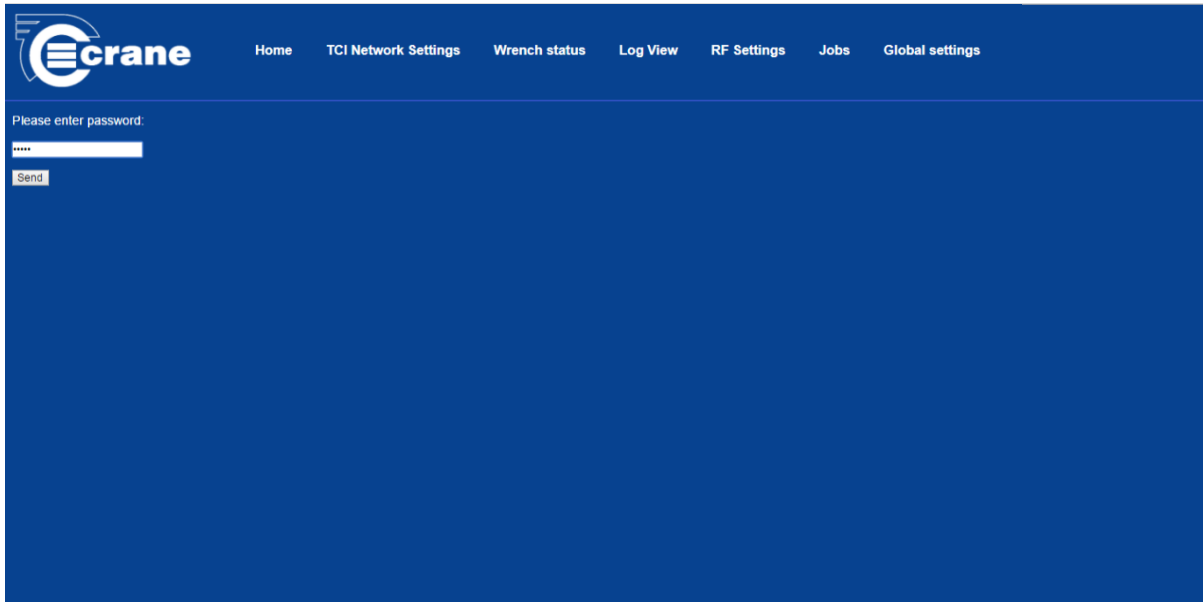 crane
Home TCI Network Settings Wrench status Log View RF Settings Jobs Global settings
Please enter password:
•••••
Send